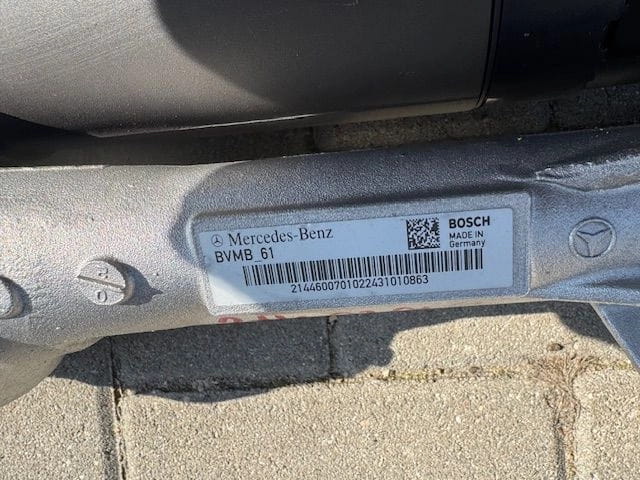 Mercedes-Benz
BVMB_61
BOSCH
MADE IN
Germany
2144600701022431010863